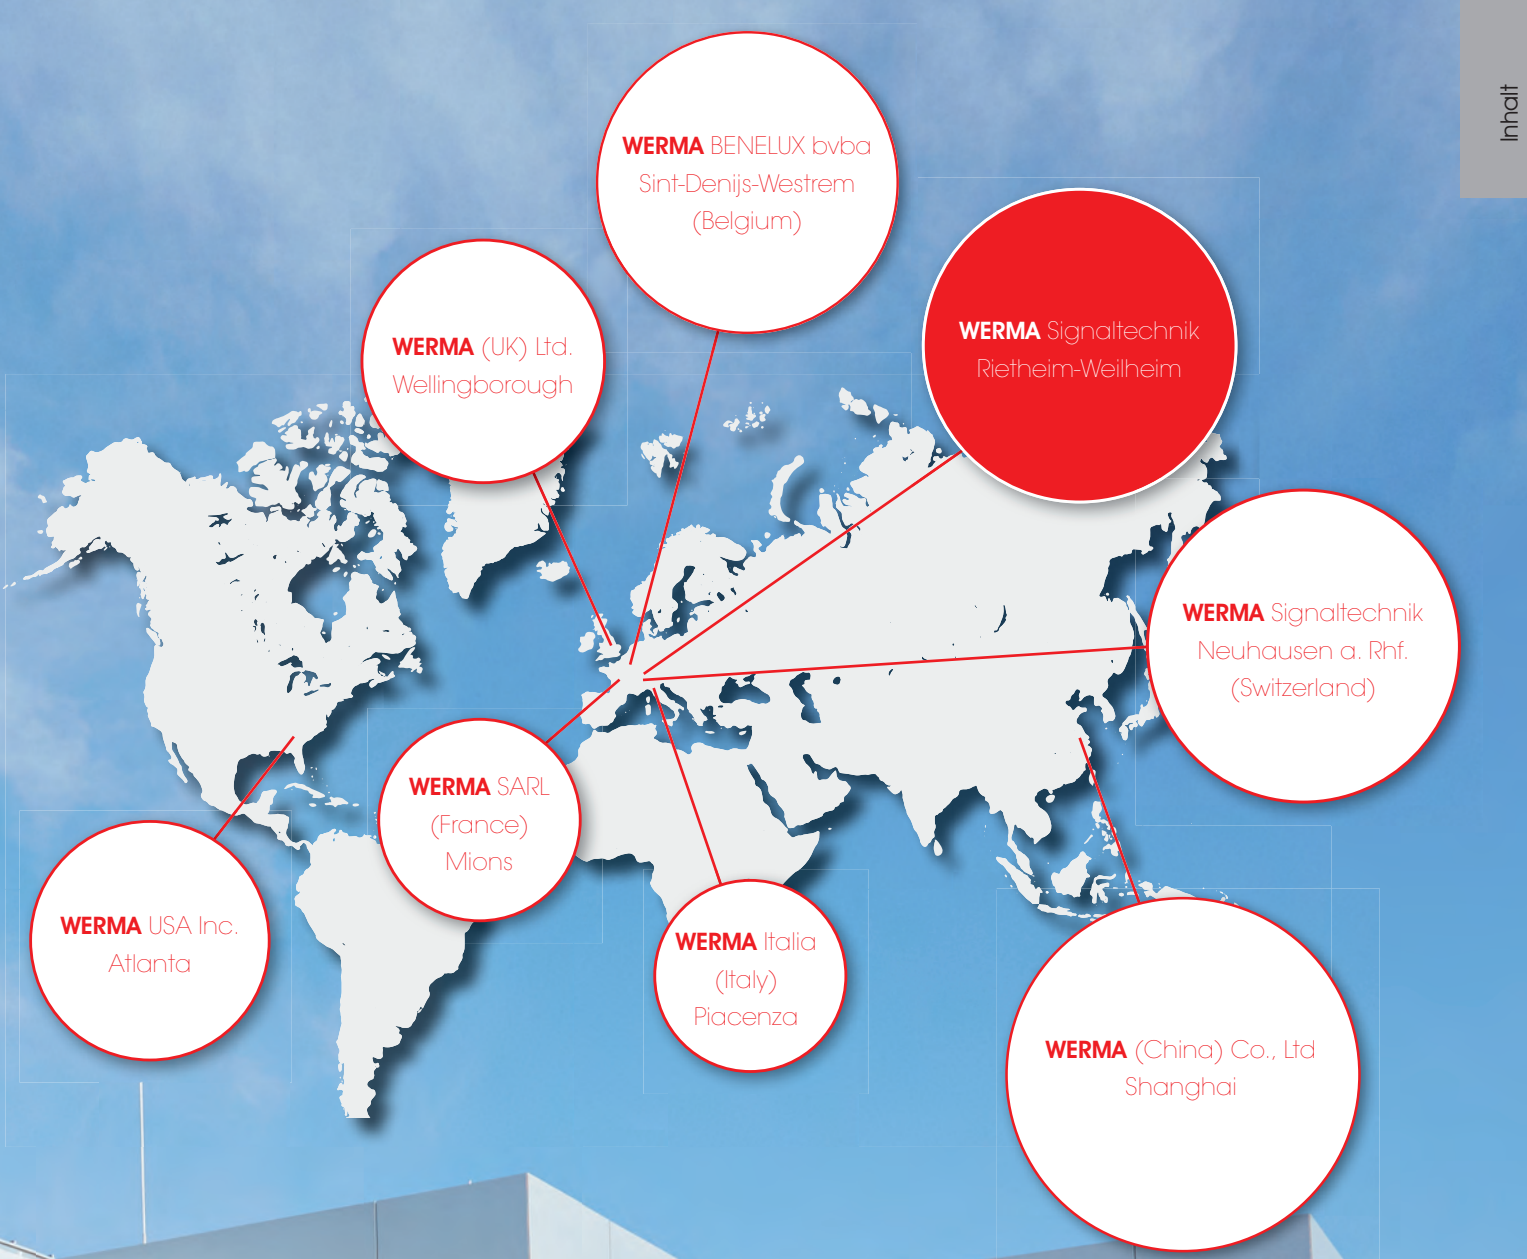 Inhalt
WERMA BENELUX bvba
Sint-Denijs-Westrem
(Belgium)
WERMA Signaltechnik
Rietheim-Weilheim
WERMA (UK) Ltd.
Wellingborough
WERMA Signaltechnik
Neuhausen a. Rhf.
(Switzerland)
WERMA SARL
(France)
Mions
WERMA USA Inc.
Atlanta
WERMA Italia
(Italy)
Piacenza
WERMA (China) Co., Ltd
Shanghai